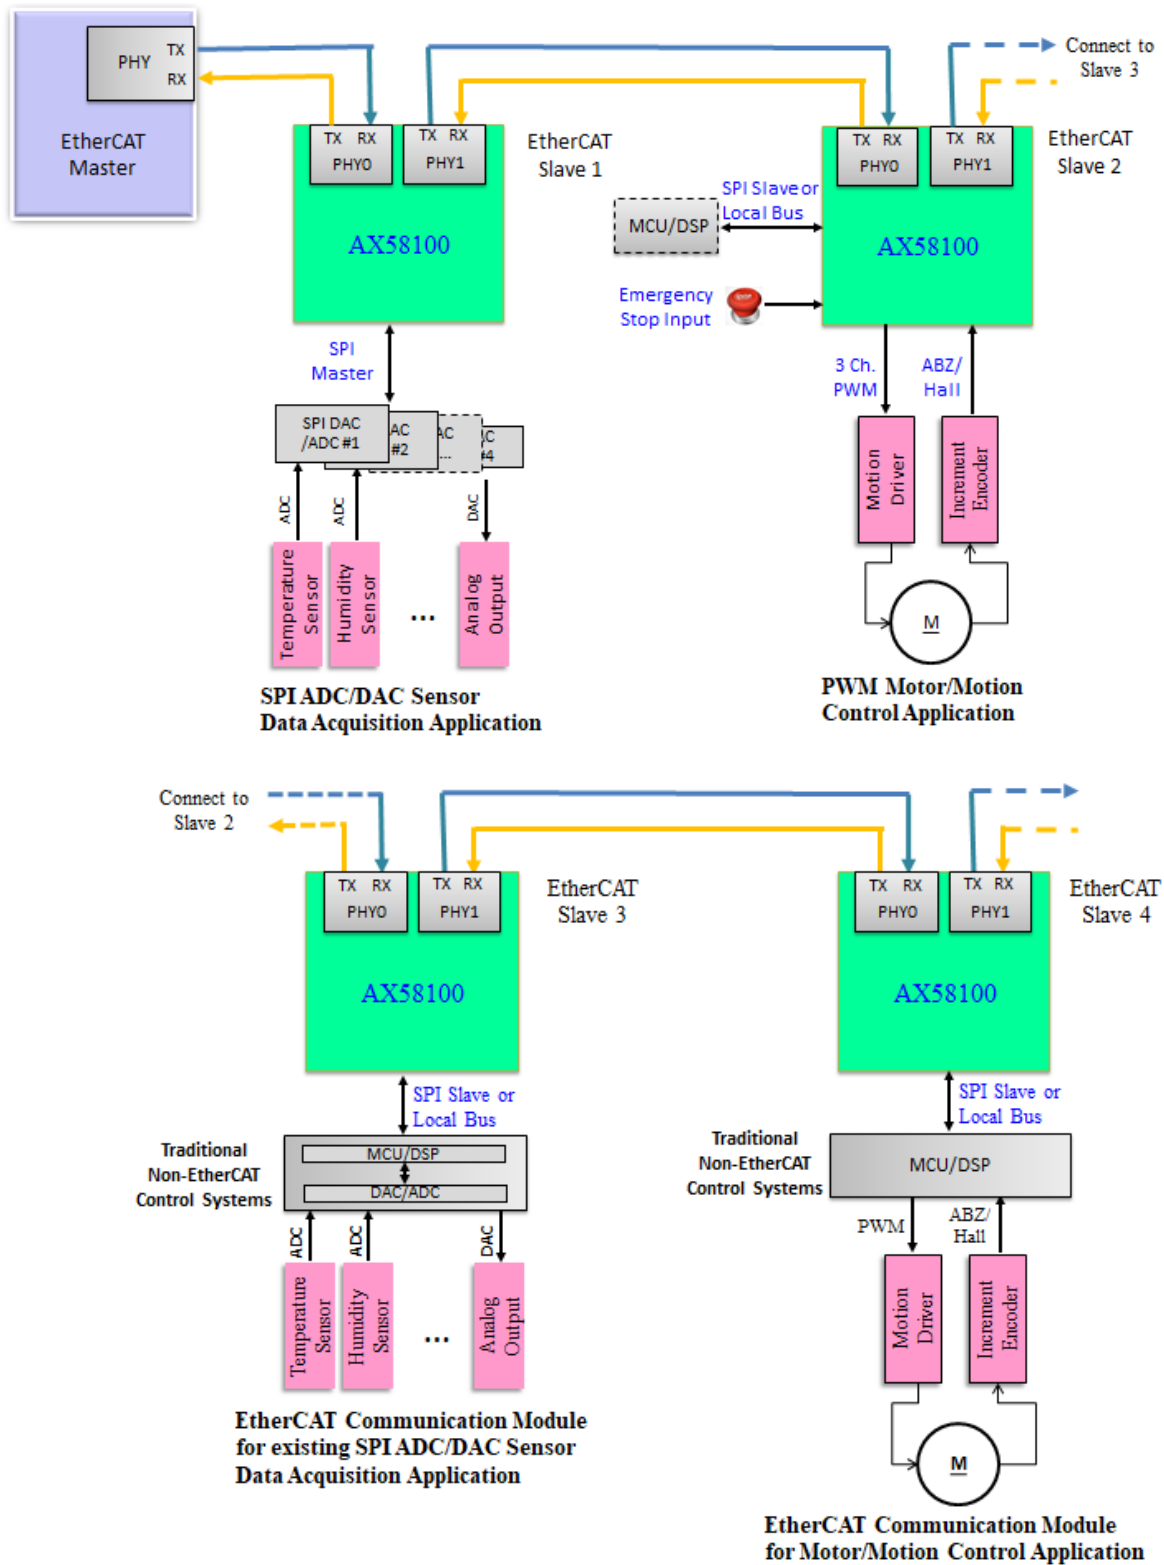 PHY
TX
RX
EtherCAT
Master
TX RX
PHY0
TX RX
PHY1
EtherCAT
Slave 1
AX58100
TX RX
PHY0
TX RX
PHY1
Connect to
Slave 3
EtherCAT
Slave 2
AX58100
MCU/DSP
SPI Slave or
Local Bus
Emergency
Stop Input
SPI
Master
SPI DAC
/ADC #1
AC
#2
AC
...
C
#4
ADC
ADC
DAC
Temperature
Sensor
Humidity
Sensor
...
Analog
Output
3 Ch.
PWM
ABZ/
Hall
Motion
Driver
Increment
Encoder
M
SPI ADC/DAC Sensor
Data Acquisition Application
PWM Motor/Motion
Control Application
Connect to
Slave 2
TX RX
PHY0
TX RX
PHY1
EtherCAT
Slave 3
AX58100
TX RX
PHY0
TX RX
PHY1
EtherCAT
Slave 4
AX58100
SPI Slave or
Local Bus
Traditional
Non-EtherCAT
Control Systems
MCU/DSP
DAC/ADC
ADC
ADC
DAC
Temperature
Sensor
Humidity
Sensor
...
Analog
Output
SPI Slave or
Local Bus
Traditional
Non-EtherCAT
Control Systems
MCU/DSP
PWM
ABZ/
Hall
Motion
Driver
Increment
Encoder
M
EtherCAT Communication Module
for existing SPI ADC/DAC Sensor
Data Acquisition Application
EtherCAT Communication Module
for Motor/Motion Control Application